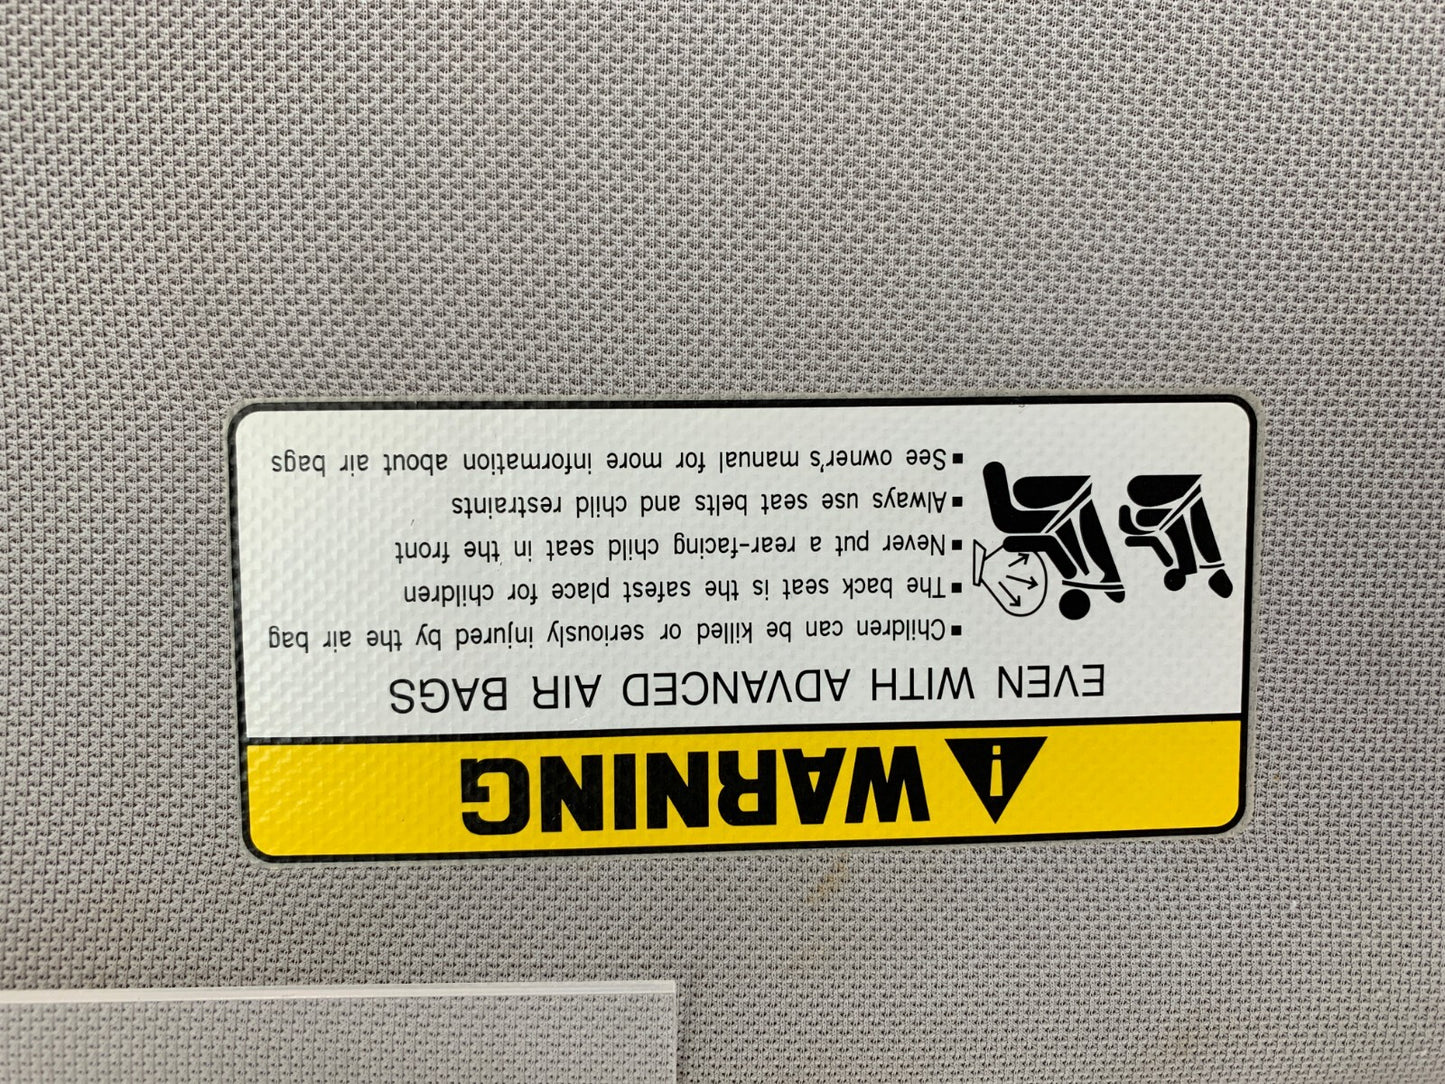 WARNING
EVEN WITH ADVANCED AIR BAGS
▪ Children can be killed or seriously injured by the air bag
▪ The back seat is the safest place for children
▪ Never put a rear-facing child seat in the front
▪ Always use seat belts and child restraints
▪ See owner's manual for more information about air bags